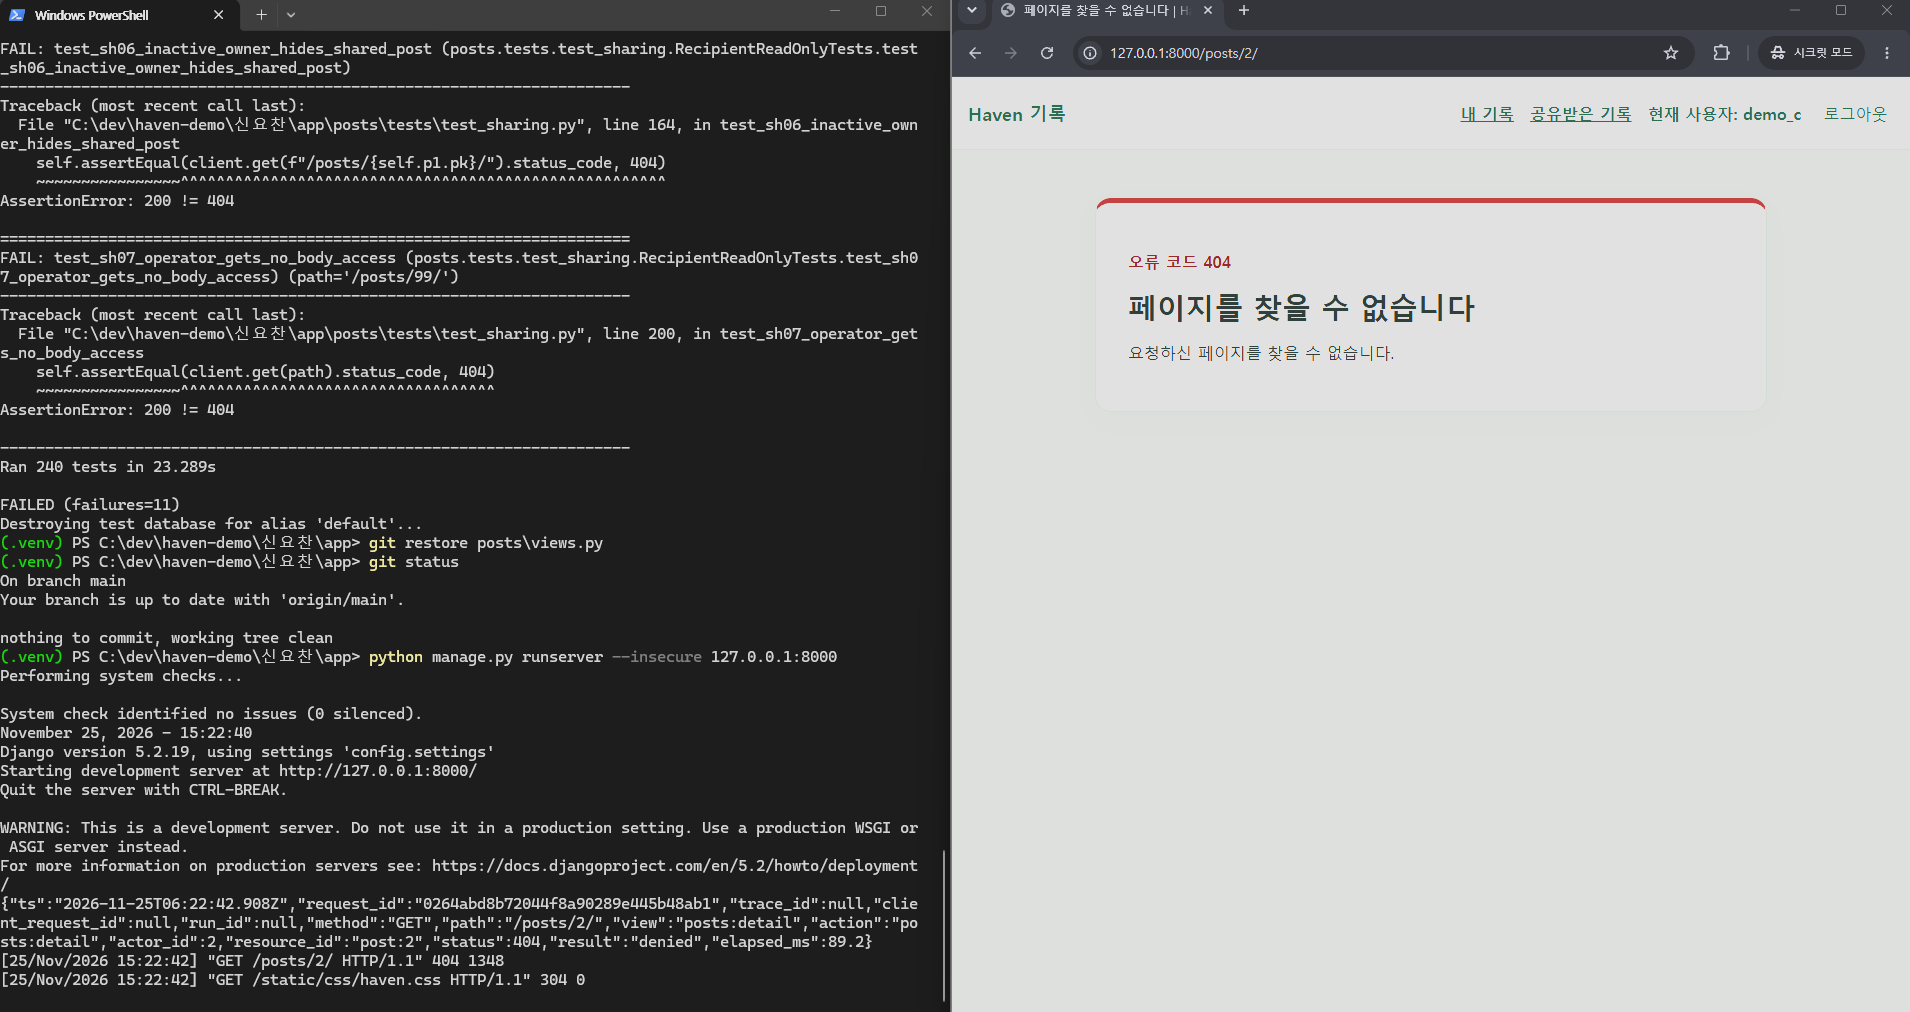 Windows PowerShell
FAIL: test_sh06_inactive_owner_hides_shared_post (posts.tests.test_sharing.RecipientReadOnlyTests.test
_sh06_inactive_owner_hides_shared_post)
----------------------------------------------------------------------
Traceback (most recent call last):
  File "C:\dev\haven-demo\신요찬\app\posts\tests\test_sharing.py", line 164, in test_sh06_inactive_own
er_hides_shared_post
    self.assertEqual(client.get(f"/posts/{self.p1.pk}/").status_code, 404)
    ~~~~~~~~~~~~~~~~^^^^^^^^^^^^^^^^^^^^^^^^^^^^^^^^^^^^^^^^^^^^^^^^^^^^^^
AssertionError: 200 != 404
======================================================================
FAIL: test_sh07_operator_gets_no_body_access (posts.tests.test_sharing.RecipientReadOnlyTests.test_sh0
7_operator_gets_no_body_access) (path='/posts/99/')
----------------------------------------------------------------------
Traceback (most recent call last):
  File "C:\dev\haven-demo\신요찬\app\posts\tests\test_sharing.py", line 200, in test_sh07_operator_get
s_no_body_access
    self.assertEqual(client.get(path).status_code, 404)
    ~~~~~~~~~~~~~~~~^^^^^^^^^^^^^^^^^^^^^^^^^^^^^^^^^^^
AssertionError: 200 != 404
----------------------------------------------------------------------
Ran 240 tests in 23.289s
FAILED (failures=11)
Destroying test database for alias 'default'...
(.venv) PS C:\dev\haven-demo\신요찬\app> git restore posts\views.py
(.venv) PS C:\dev\haven-demo\신요찬\app> git status
On branch main
Your branch is up to date with 'origin/main'.
nothing to commit, working tree clean
(.venv) PS C:\dev\haven-demo\신요찬\app> python manage.py runserver --insecure 127.0.0.1:8000
Performing system checks...
System check identified no issues (0 silenced).
November 25, 2026 - 15:22:40
Django version 5.2.19, using settings 'config.settings'
Starting development server at http://127.0.0.1:8000/
Quit the server with CTRL-BREAK.
WARNING: This is a development server. Do not use it in a production setting. Use a production WSGI or
 ASGI server instead.
For more information on production servers see: https://docs.djangoproject.com/en/5.2/howto/deployment
/
{"ts":"2026-11-25T06:22:42.908Z","request_id":"0264abd8b72044f8a90289e445b48ab1","trace_id":null,"clie
nt_request_id":null,"run_id":null,"method":"GET","path":"/posts/2/","view":"posts:detail","action":"po
sts:detail","actor_id":2,"resource_id":"post:2","status":404,"result":"denied","elapsed_ms":89.2}
[25/Nov/2026 15:22:42] "GET /posts/2/ HTTP/1.1" 404 1348
[25/Nov/2026 15:22:42] "GET /static/css/haven.css HTTP/1.1" 304 0
페이지를 찾을 수 없습니다 | H
127.0.0.1:8000/posts/2/
시크릿 모드
Haven 기록
내 기록 공유받은 기록 현재 사용자: demo_c 로그아웃
오류 코드 404
페이지를 찾을 수 없습니다
요청하신 페이지를 찾을 수 없습니다.